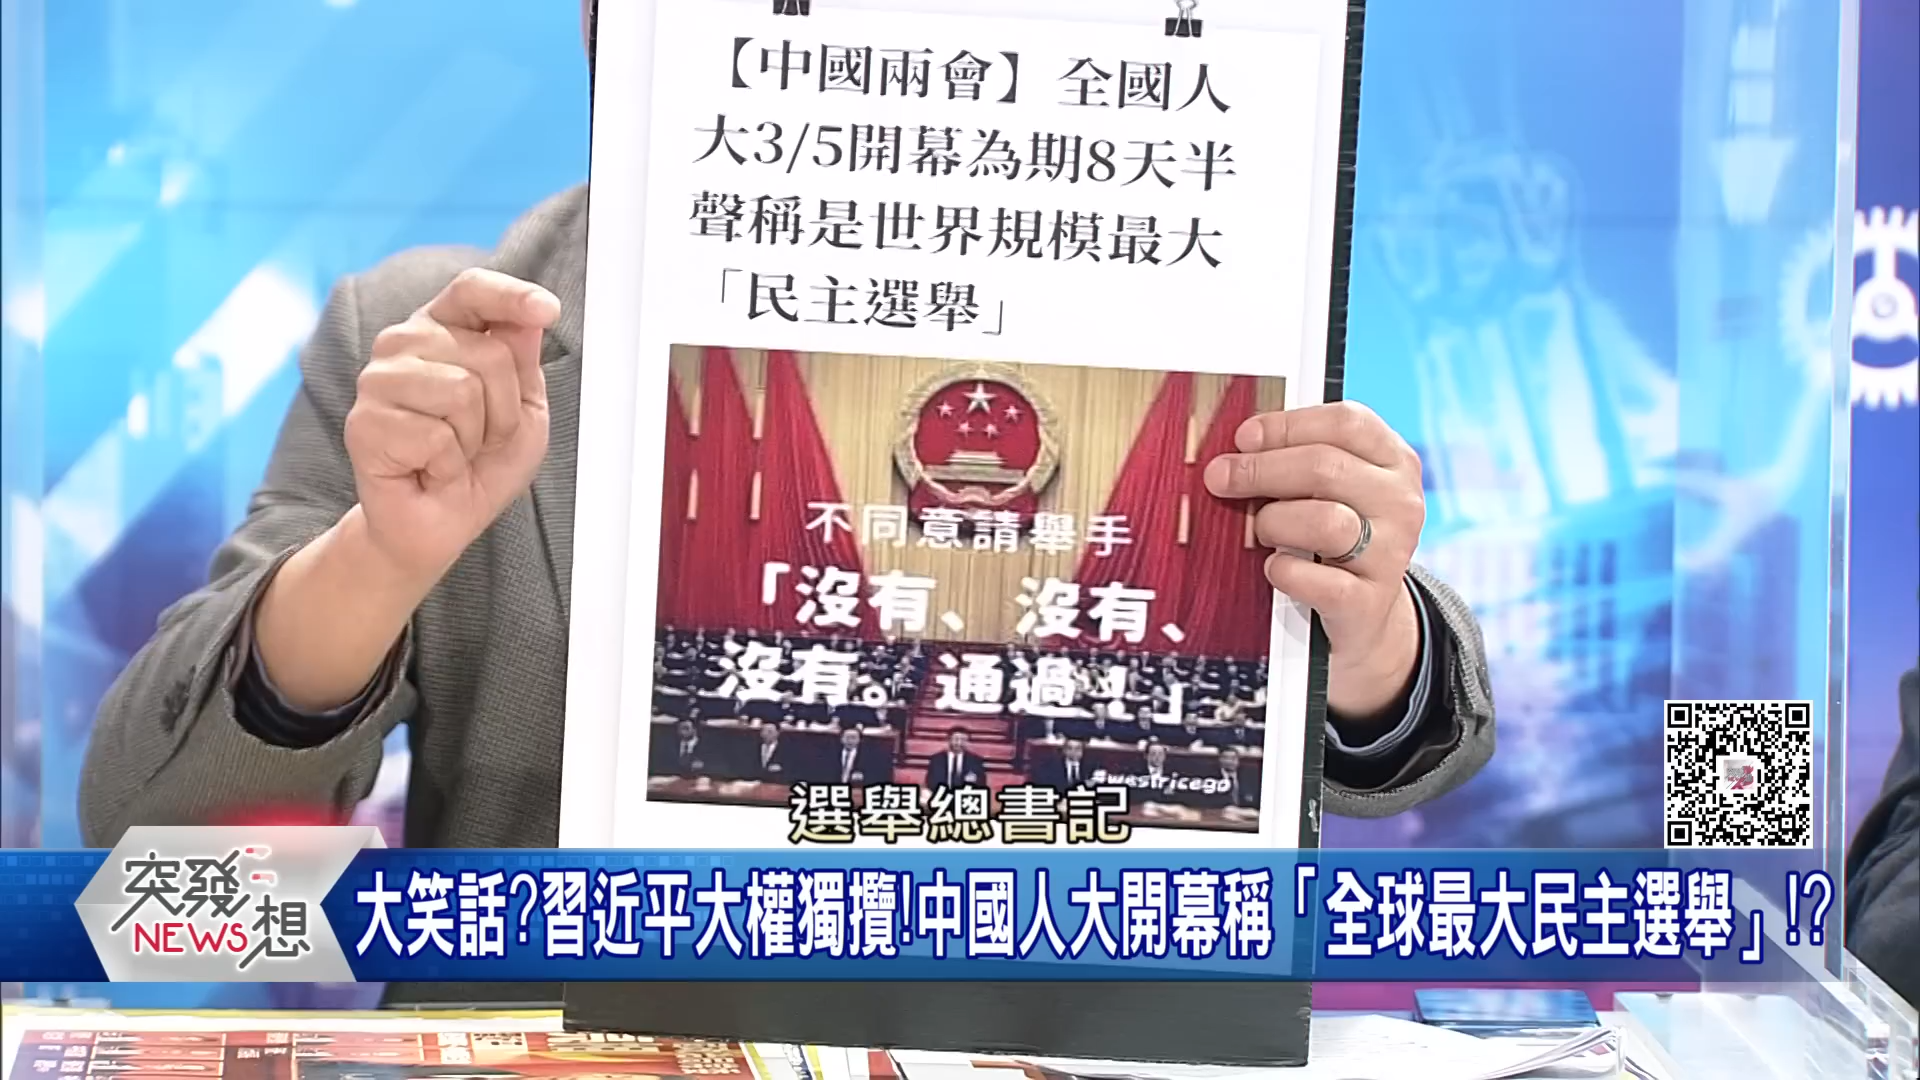 【中國兩會】全國人
大3/5開幕為期8天半
聲稱是世界規模最大
「民主選舉」
不同意請舉手
「沒有、沒有、
沒有。通過!」
#westricego
選舉總書記
突發
NEWS想
大笑話?習近平大權獨攬!中國人大開幕稱「全球最大民主選舉」!?